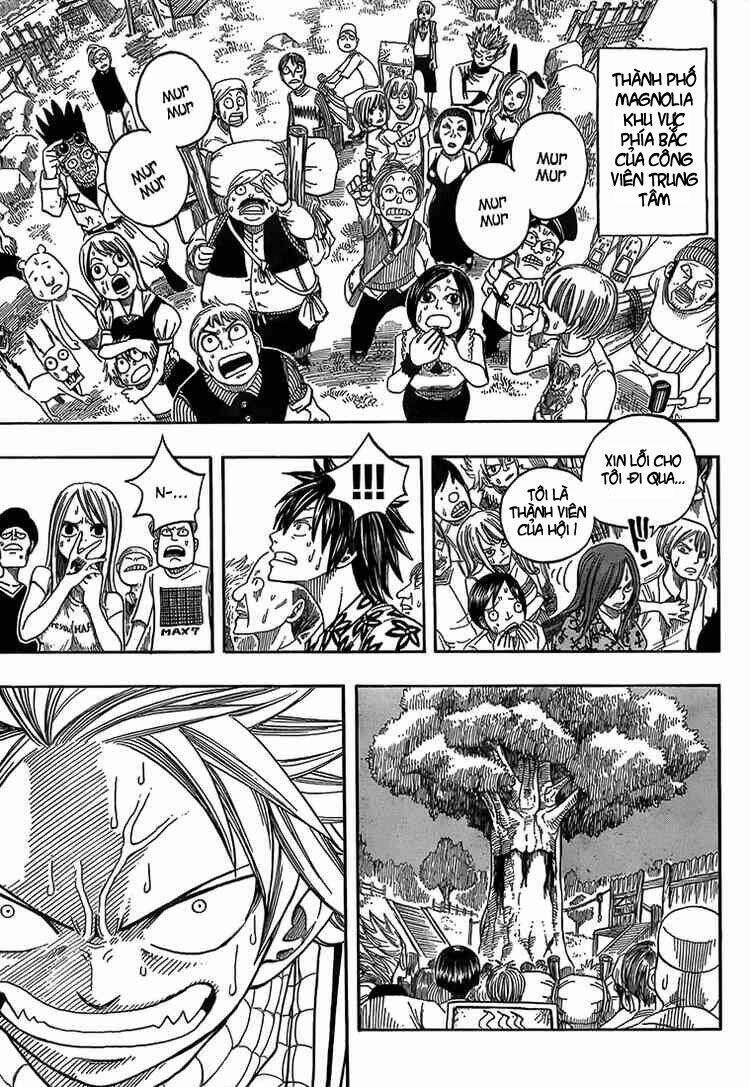 THÀNH PHỐ
MAGNOLIA
KHU VỰC
PHÍA BẮC
CỦA CÔNG
VIÊN TRUNG
TÂM
MUR
MUR
MUR
MUR
MUR
MUR
MUR
MUR
XIN LỖI CHO
TÔI ĐI QUA...
TÔI LÀ
THÀNH VIÊN
CỦA HỘI!
!!
!!!
N-...
MAX7